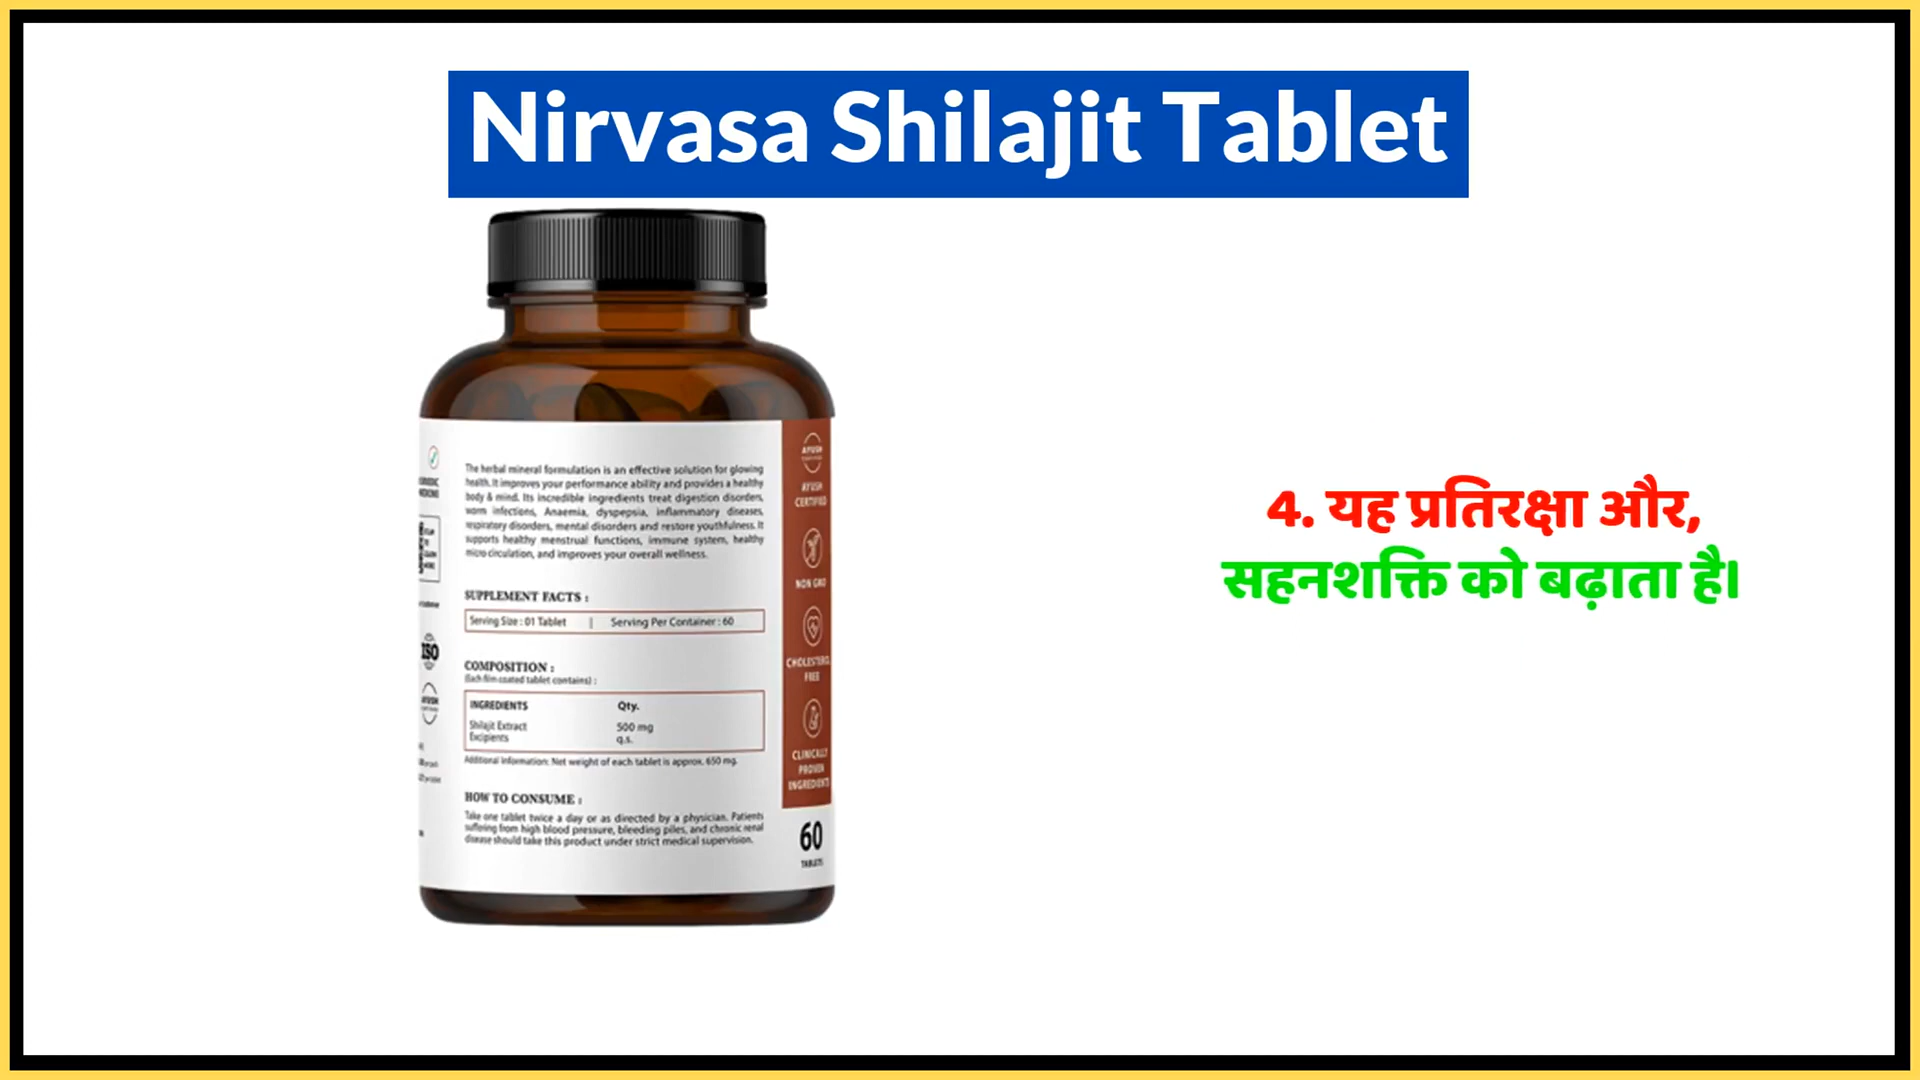 Nirvasa Shilajit Tablet
The herbal mineral formulation is an effective solution for glowing
health. It improves your performance ability and provides a healthy
body & mind. Its incredible ingredients treat digestion disorders,
worm infections, Anaemia, dyspepsia, inflammatory diseases,
respiratory disorders, mental disorders and restore youthfulness. It
supports healthy menstrual functions, immune system, healthy
micro circulation, and improves your overall wellness.
SUPPLEMENT FACTS :
Serving Size : 01 Tablet | Serving Per Container : 60
COMPOSITION :
(Each film coated tablet contains) :
INGREDIENTS Qty.
Shilajit Extract 500 mg
Excipients q.s.
Additional Information: Net weight of each tablet is approx. 650 mg.
HOW TO CONSUME :
Take one tablet twice a day or as directed by a physician. Patients
suffering from high blood pressure, bleeding piles, and chronic renal
disease should take this product under strict medical supervision.
ISO
AYUSH
AYUSH
AYUSH
CERTIFIED
NON GMO
CHOLESTEROL
FREE
CLINICALLY
PROVEN
INGREDIENTS
60
TABLETS
4. यह प्रतिरक्षा और,
सहनशक्ति को बढ़ाता है।